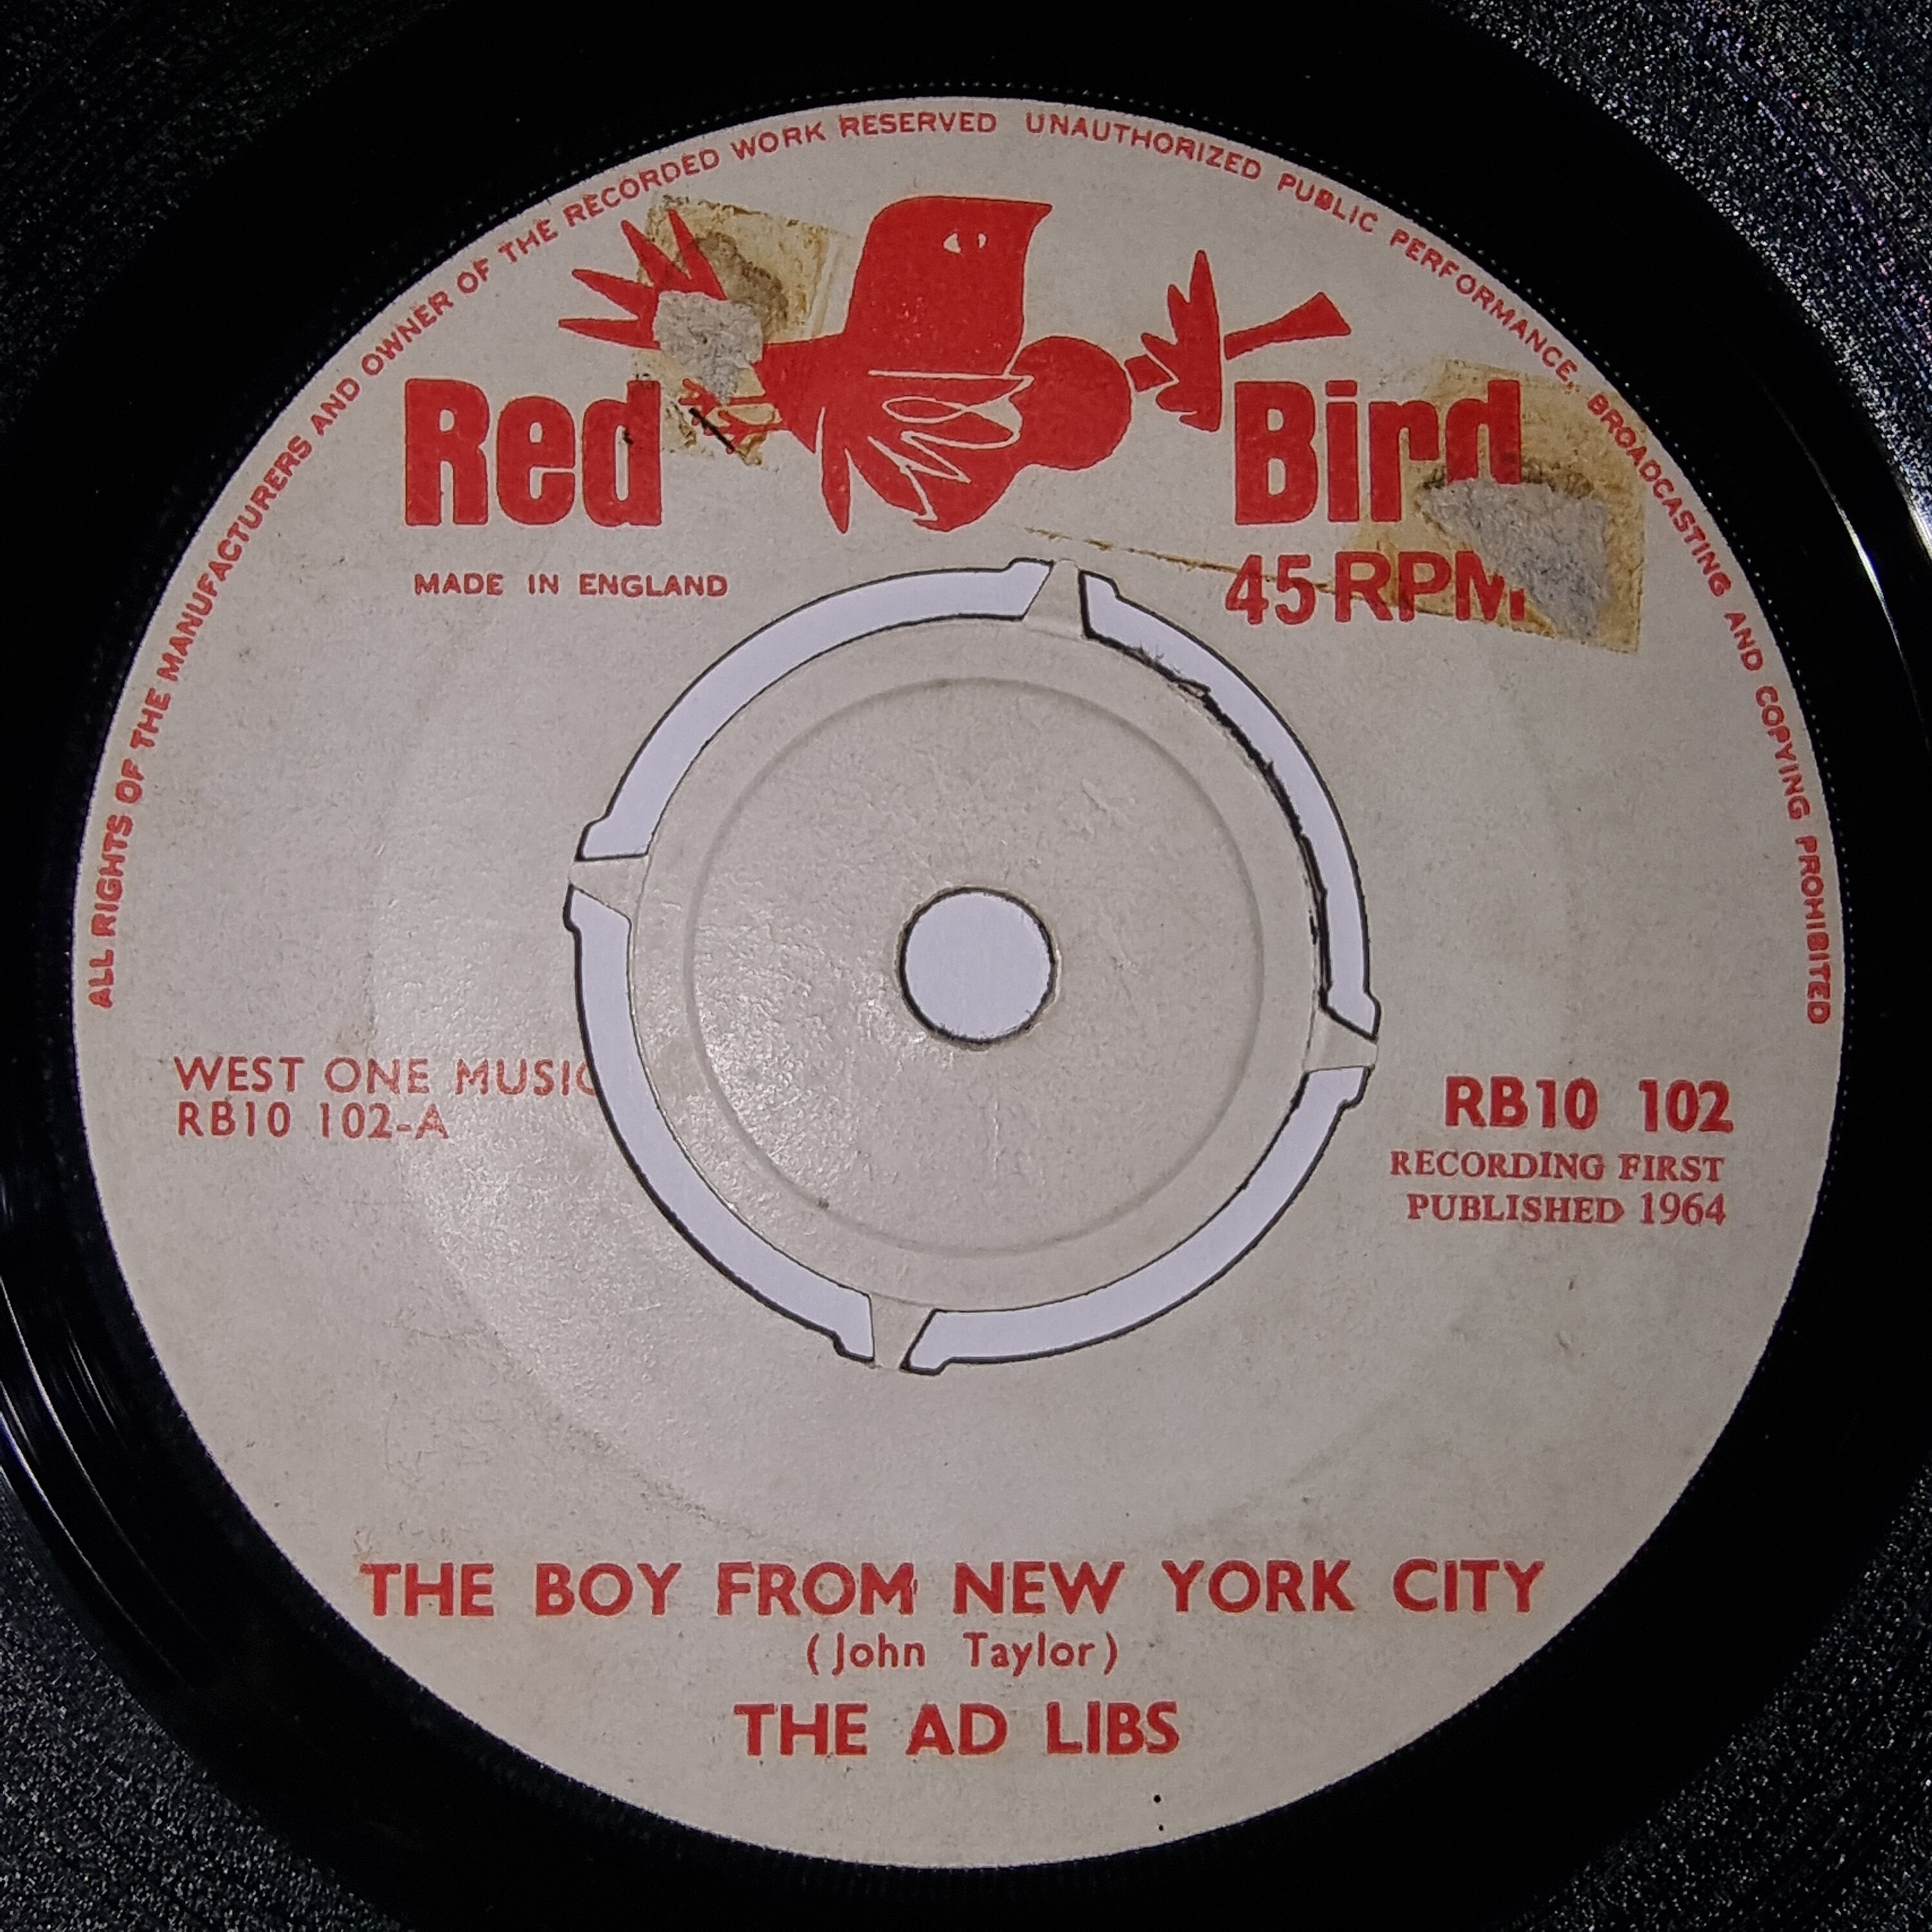 ALL RIGHTS OF THE MANUFACTURERS AND OWNER OF THE RECORDED WORK RESERVED UNAUTHORIZED PUBLIC PERFORMANCE, BROADCASTING AND COPYING PROHIBITED
Red Bird
MADE IN ENGLAND
45 RPM
WEST ONE MUSIC
RB10 102-A
RB10 102
RECORDING FIRST
PUBLISHED 1964
THE BOY FROM NEW YORK CITY
(John Taylor)
THE AD LIBS